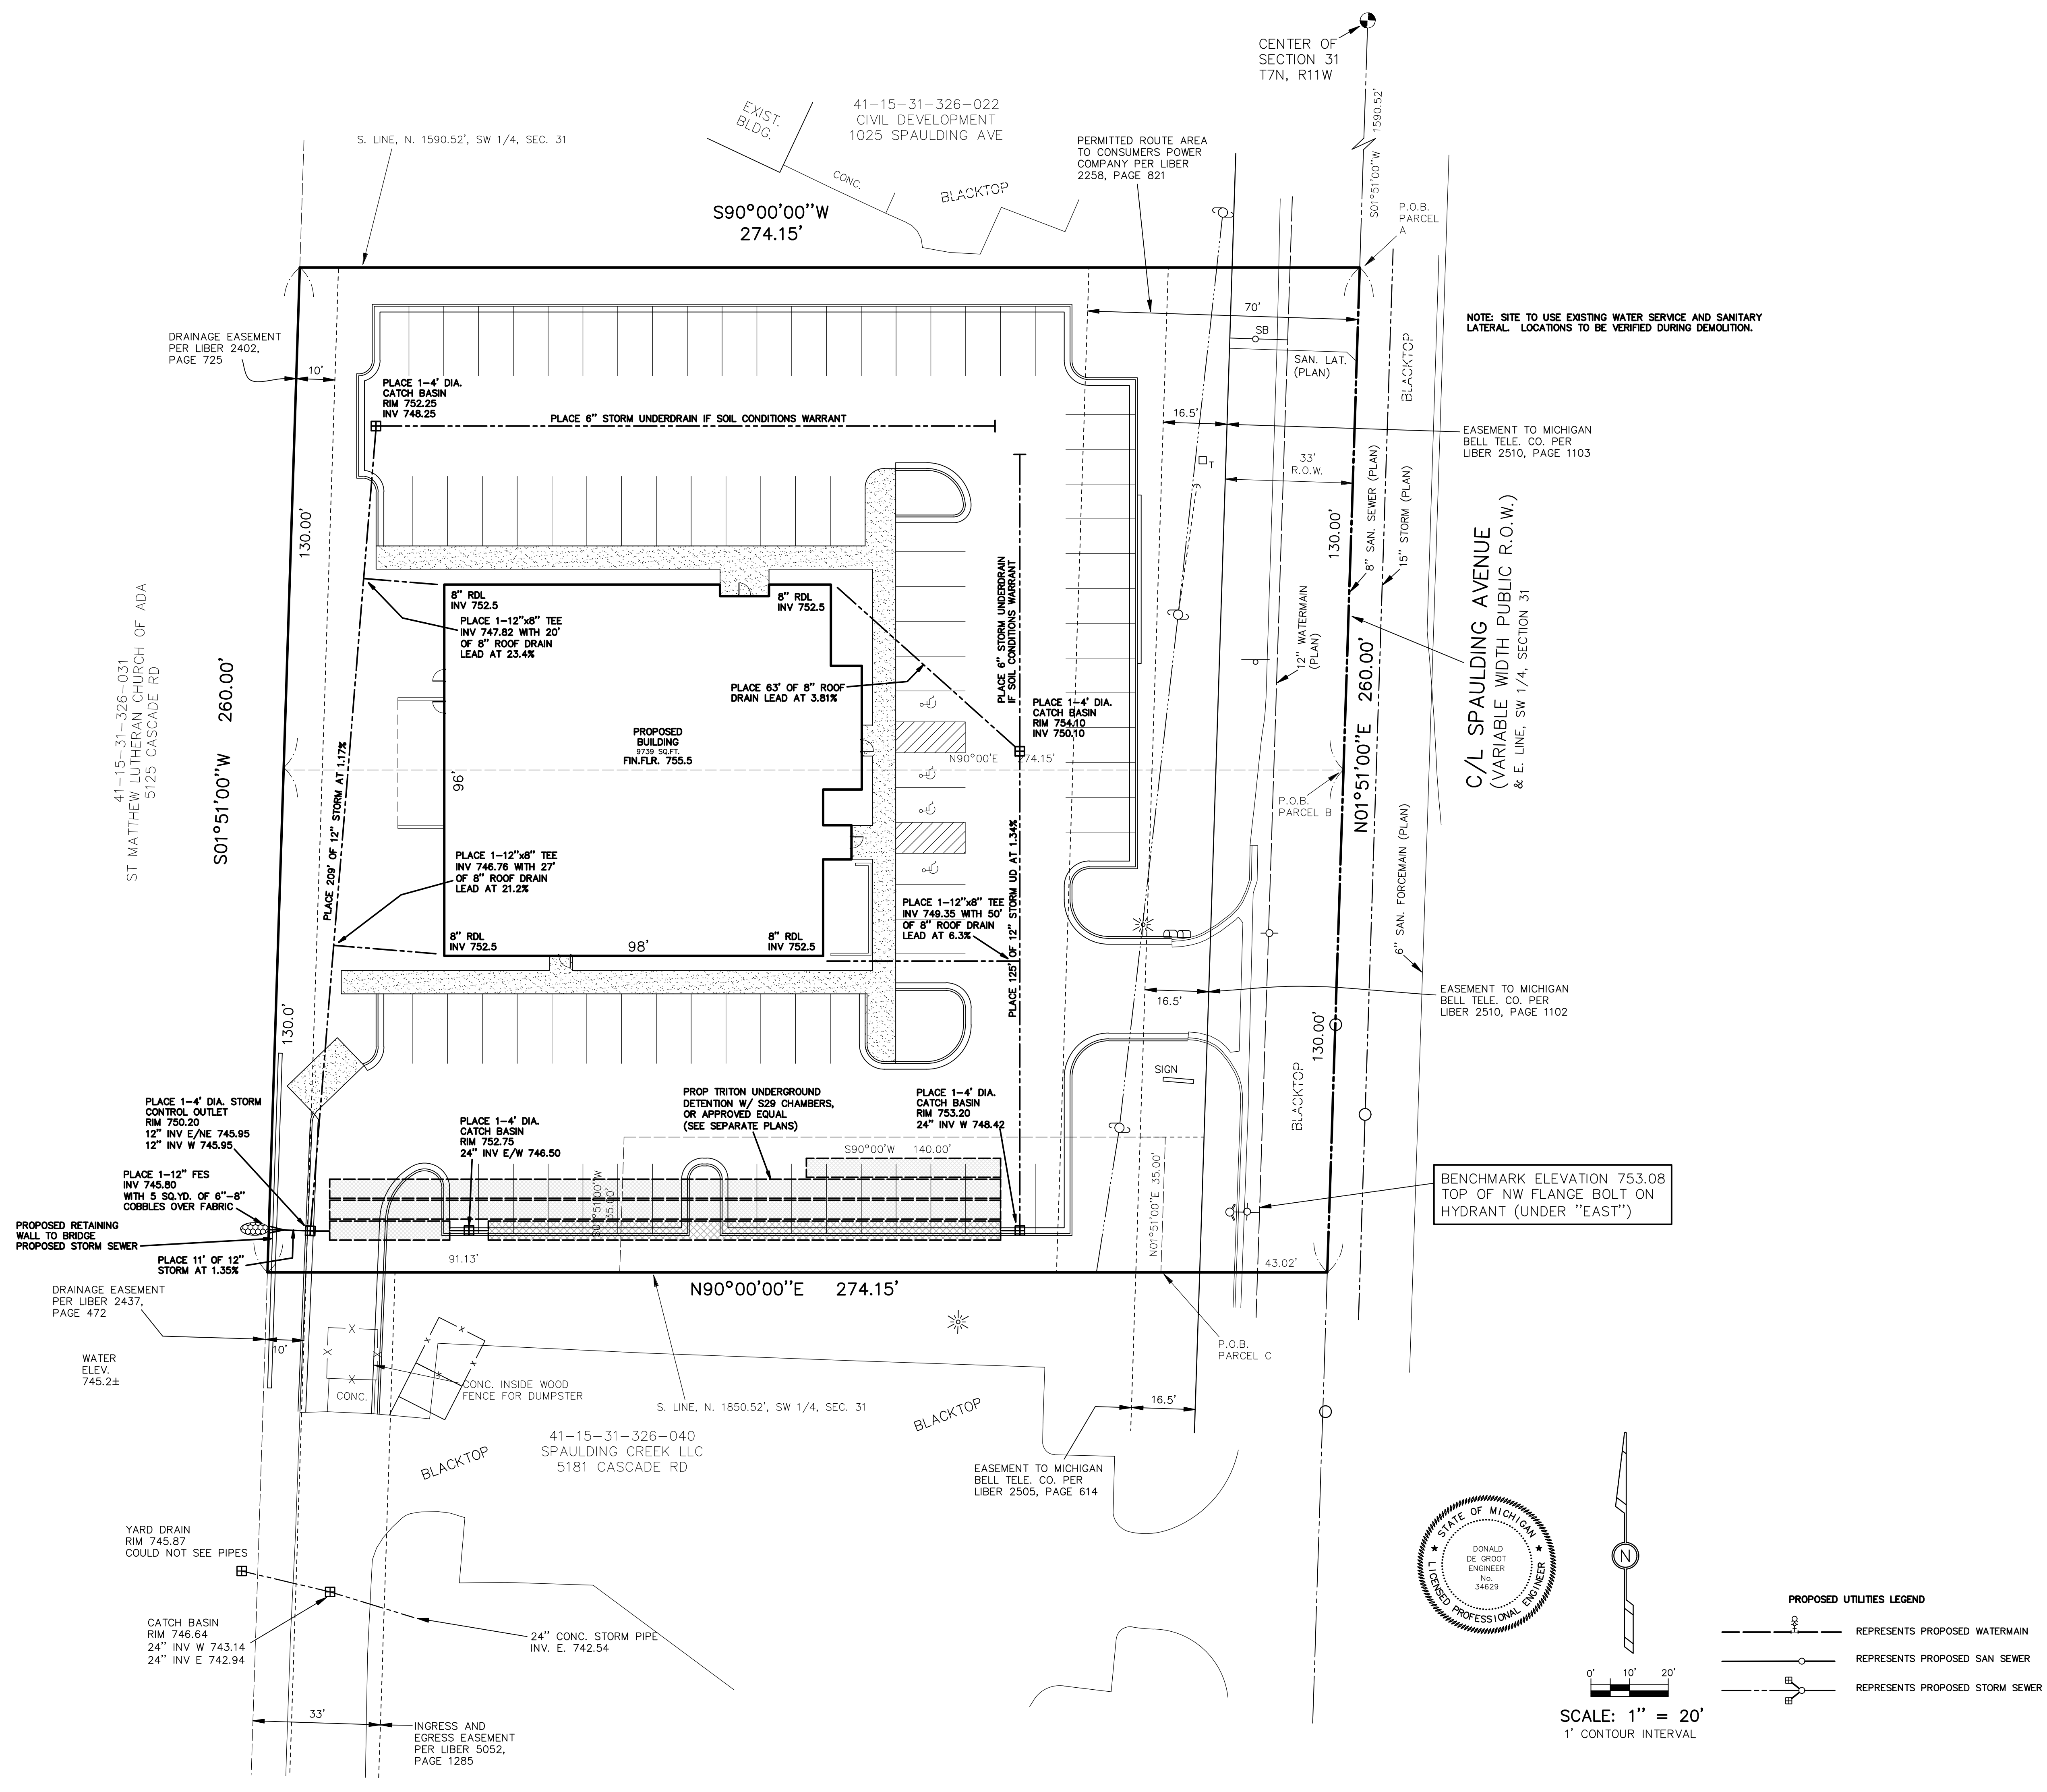 CENTER OF
SECTION 31
T7N, R11W
S01°51'00"W 1590.52'
41-15-31-326-022
CIVIL DEVELOPMENT
1025 SPAULDING AVE
EXIST.
BLDG.
CONC.
BLACKTOP
S. LINE, N. 1590.52', SW 1/4, SEC. 31
PERMITTED ROUTE AREA
TO CONSUMERS POWER
COMPANY PER LIBER
2258, PAGE 821
P.O.B.
PARCEL
A
S90°00'00"W
274.15'
70'
NOTE: SITE TO USE EXISTING WATER SERVICE AND SANITARY
LATERAL. LOCATIONS TO BE VERIFIED DURING DEMOLITION.
DRAINAGE EASEMENT
PER LIBER 2402,
PAGE 725
10'
SB
SAN. LAT.
(PLAN)
BLACKTOP
PLACE 1-4' DIA.
CATCH BASIN
RIM 752.25
INV 748.25
PLACE 6" STORM UNDERDRAIN IF SOIL CONDITIONS WARRANT
16.5'
EASEMENT TO MICHIGAN
BELL TELE. CO. PER
LIBER 2510, PAGE 1103
33'
R.O.W.
T
130.00'
130.00'
8" SAN. SEWER (PLAN)
15" STORM (PLAN)
C/L SPAULDING AVENUE
(VARIABLE WIDTH PUBLIC R.O.W.)
& E. LINE, SW 1/4, SECTION 31
41-15-31-326-031
ST MATTHEW LUTHERAN CHURCH OF ADA
5125 CASCADE RD
S01°51'00"W 260.00'
8" RDL
INV 752.5
8" RDL
INV 752.5
PLACE 1-12"x8" TEE
INV 747.82 WITH 20'
OF 8" ROOF DRAIN
LEAD AT 23.4%
PLACE 6" STORM UNDERDRAIN
IF SOIL CONDITIONS WARRANT
12" WATERMAIN
(PLAN)
PLACE 63' OF 8" ROOF
DRAIN LEAD AT 3.81%
PLACE 1-4' DIA.
CATCH BASIN
RIM 754.10
INV 750.10
PROPOSED
BUILDING
9739 SQ.FT.
FIN.FLR. 755.5
N90°00'E 274.15'
96'
PLACE 209' OF 12" STORM AT 1.17%
P.O.B.
PARCEL B
N01°51'00"E 260.00'
6" SAN. FORCEMAIN (PLAN)
PLACE 1-12"x8" TEE
INV 746.76 WITH 27'
OF 8" ROOF DRAIN
LEAD AT 21.2%
PLACE 125' OF 12" STORM UD AT 1.34%
PLACE 1-12"x8" TEE
INV 749.35 WITH 50'
OF 8" ROOF DRAIN
LEAD AT 6.3%
8" RDL
INV 752.5
98'
8" RDL
INV 752.5
16.5'
EASEMENT TO MICHIGAN
BELL TELE. CO. PER
LIBER 2510, PAGE 1102
130.0'
130.00'
BLACKTOP
SIGN
PLACE 1-4' DIA. STORM
CONTROL OUTLET
RIM 750.20
12" INV E/NE 745.95
12" INV W 745.95
PLACE 1-4' DIA.
CATCH BASIN
RIM 752.75
24" INV E/W 746.50
PROP TRITON UNDERGROUND
DETENTION W/ S29 CHAMBERS,
OR APPROVED EQUAL
(SEE SEPARATE PLANS)
PLACE 1-4' DIA.
CATCH BASIN
RIM 753.20
24" INV W 748.42
S90°00'W 140.00'
S01°51'00"W
35.00'
N01°51'00"E 35.00'
PLACE 1-12" FES
INV 745.80
WITH 5 SQ.YD. OF 6"-8"
COBBLES OVER FABRIC
PROPOSED RETAINING
WALL TO BRIDGE
PROPOSED STORM SEWER
PLACE 11' OF 12"
STORM AT 1.35%
BENCHMARK ELEVATION 753.08
TOP OF NW FLANGE BOLT ON
HYDRANT (UNDER "EAST")
91.13'
43.02'
N90°00'00"E 274.15'
DRAINAGE EASEMENT
PER LIBER 2437,
PAGE 472
10'
WATER
ELEV.
745.2±
CONC.
CONC. INSIDE WOOD
FENCE FOR DUMPSTER
P.O.B.
PARCEL C
S. LINE, N. 1850.52', SW 1/4, SEC. 31
BLACKTOP
16.5'
41-15-31-326-040
SPAULDING CREEK LLC
5181 CASCADE RD
BLACKTOP
EASEMENT TO MICHIGAN
BELL TELE. CO. PER
LIBER 2505, PAGE 614
YARD DRAIN
RIM 745.87
COULD NOT SEE PIPES
CATCH BASIN
RIM 746.64
24" INV W 743.14
24" INV E 742.94
24" CONC. STORM PIPE
INV. E. 742.54
33'
INGRESS AND
EGRESS EASEMENT
PER LIBER 5052,
PAGE 1285
STATE OF MICHIGAN
DONALD
DE GROOT
ENGINEER
No.
34629
LICENSED PROFESSIONAL ENGINEER
N
0' 10' 20'
SCALE: 1" = 20'
1' CONTOUR INTERVAL
PROPOSED UTILITIES LEGEND
REPRESENTS PROPOSED WATERMAIN
REPRESENTS PROPOSED SAN SEWER
REPRESENTS PROPOSED STORM SEWER